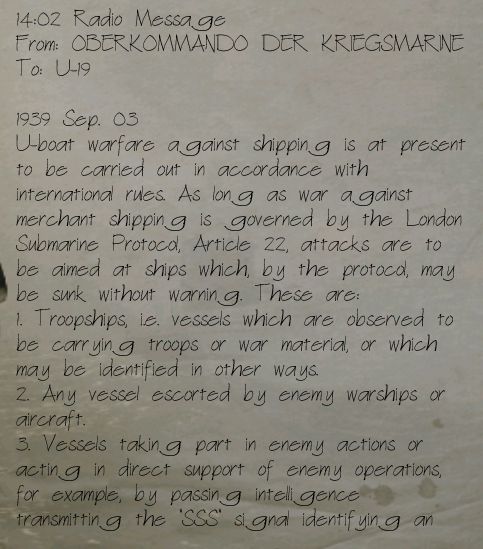 14:02 Radio Message
From: OBERKOMMANDO DER KRIEGSMARINE
To: U-19

1939 Sep. 03
U-boat warfare against shipping is at present
to be carried out in accordance with
international rules. As long as war against
merchant shipping is governed by the London
Submarine Protocol, Article 22, attacks are to
be aimed at ships which, by the protocol, may
be sunk without warning. These are:
1. Troopships, i.e. vessels which are observed to
be carrying troops or war material, or which
may be identified in other ways.
2. Any vessel escorted by enemy warships or
aircraft.
3. Vessels taking part in enemy actions or
acting in direct support of enemy operations,
for example, by passing intelligence
transmitting the "SSS" signal identifying an